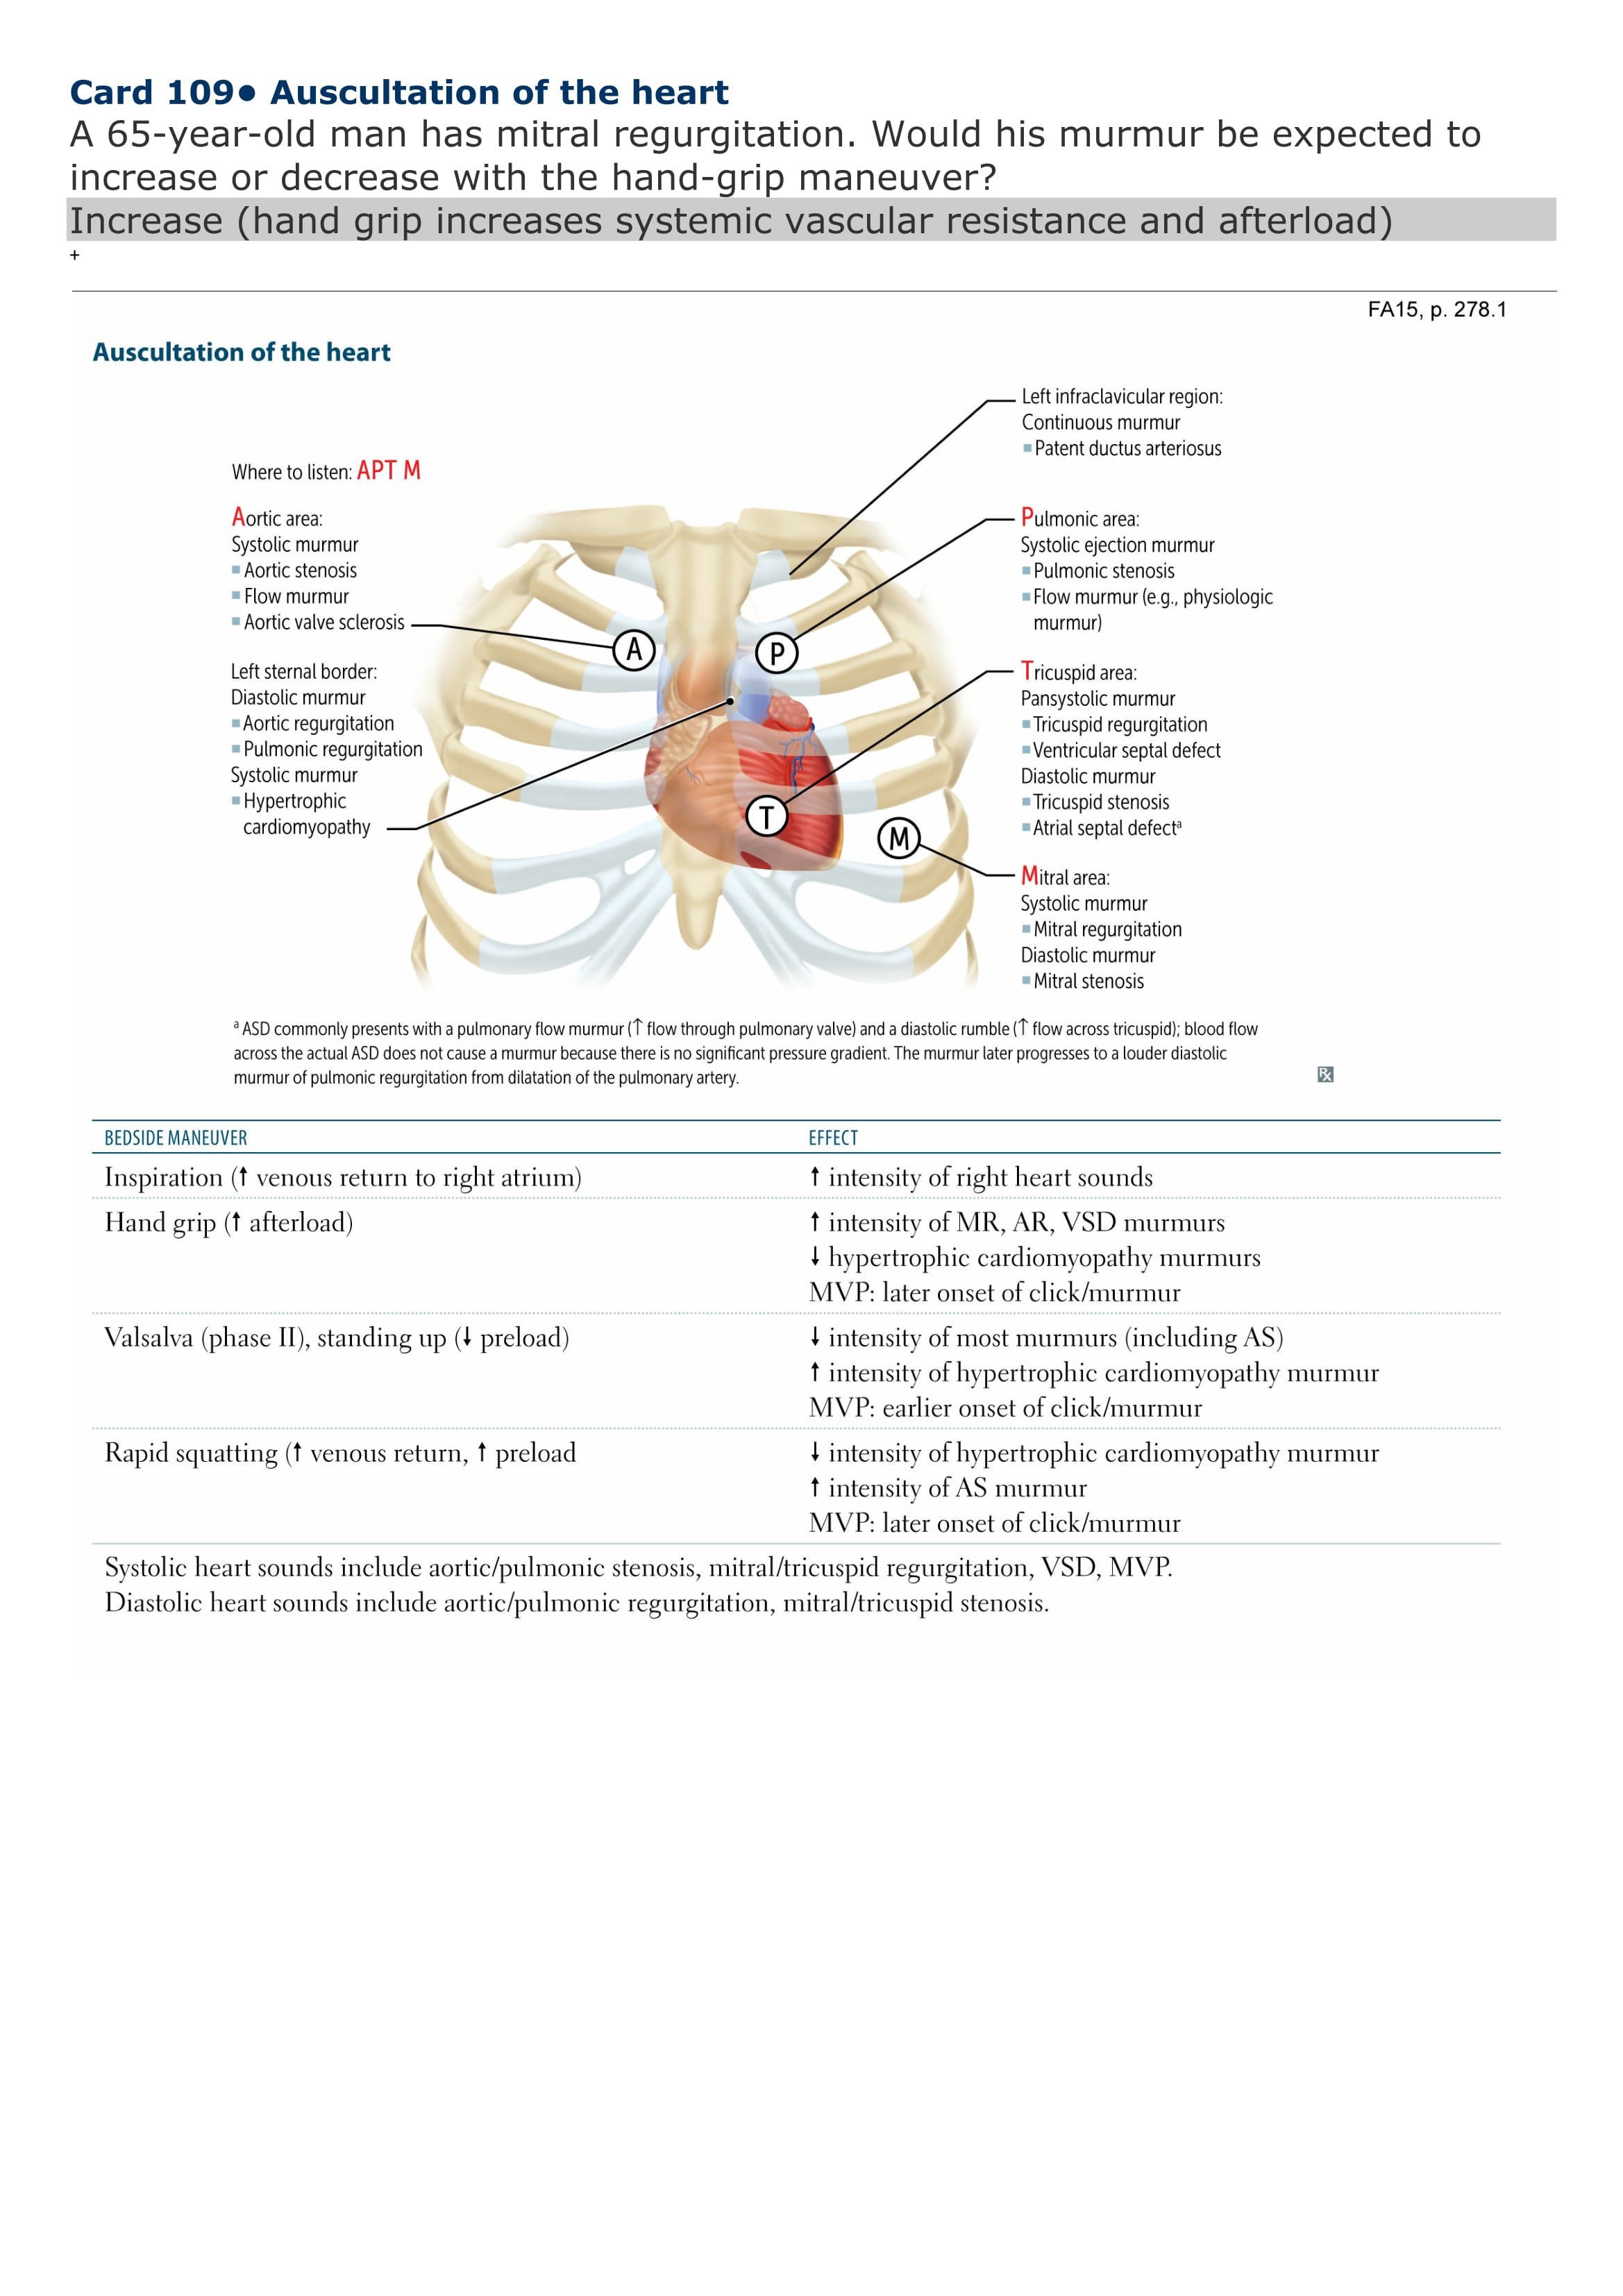 Card 109• Auscultation of the heart
A 65-year-old man has mitral regurgitation. Would his murmur be expected to
increase or decrease with the hand-grip maneuver?
Increase (hand grip increases systemic vascular resistance and afterload)
+
FA15, p. 278.1
Auscultation of the heart
Where to listen: APT M
Aortic area:
Systolic murmur
▪ Aortic stenosis
▪ Flow murmur
▪ Aortic valve sclerosis
Left sternal border:
Diastolic murmur
▪ Aortic regurgitation
▪ Pulmonic regurgitation
Systolic murmur
▪ Hypertrophic
cardiomyopathy
A
P
T
M
Left infraclavicular region:
Continuous murmur
▪ Patent ductus arteriosus
Pulmonic area:
Systolic ejection murmur
▪ Pulmonic stenosis
▪ Flow murmur (e.g., physiologic
murmur)
Tricuspid area:
Pansystolic murmur
▪ Tricuspid regurgitation
▪ Ventricular septal defect
Diastolic murmur
▪ Tricuspid stenosis
▪ Atrial septal defectᵃ
Mitral area:
Systolic murmur
▪ Mitral regurgitation
Diastolic murmur
▪ Mitral stenosis
ᵃ ASD commonly presents with a pulmonary flow murmur (↑ flow through pulmonary valve) and a diastolic rumble (↑ flow across tricuspid); blood flow
across the actual ASD does not cause a murmur because there is no significant pressure gradient. The murmur later progresses to a louder diastolic
murmur of pulmonic regurgitation from dilatation of the pulmonary artery.
Rx
BEDSIDE MANEUVER EFFECT
Inspiration (↑ venous return to right atrium) ↑ intensity of right heart sounds
Hand grip (↑ afterload) ↑ intensity of MR, AR, VSD murmurs
↓ hypertrophic cardiomyopathy murmurs
MVP: later onset of click/murmur
Valsalva (phase II), standing up (↓ preload) ↓ intensity of most murmurs (including AS)
↑ intensity of hypertrophic cardiomyopathy murmur
MVP: earlier onset of click/murmur
Rapid squatting (↑ venous return, ↑ preload ↓ intensity of hypertrophic cardiomyopathy murmur
↑ intensity of AS murmur
MVP: later onset of click/murmur
Systolic heart sounds include aortic/pulmonic stenosis, mitral/tricuspid regurgitation, VSD, MVP.
Diastolic heart sounds include aortic/pulmonic regurgitation, mitral/tricuspid stenosis.